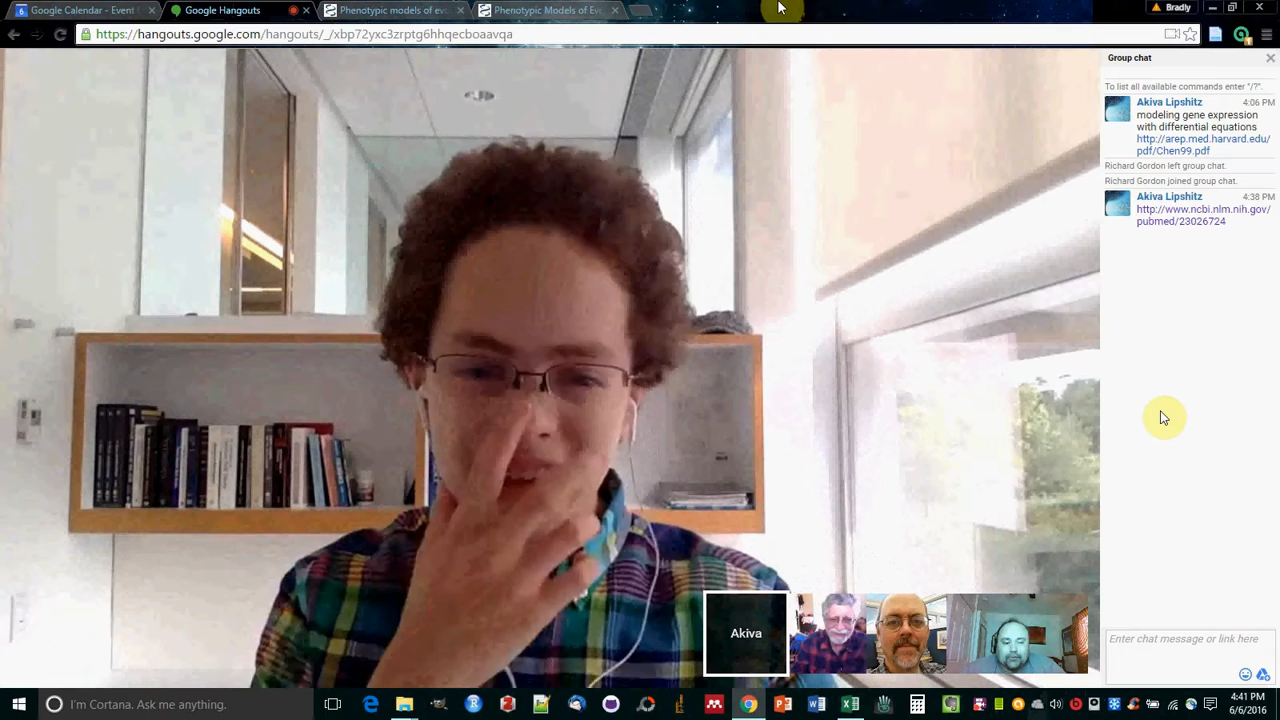 Google Calendar - Event
Google Hangouts
Phenotypic models of evo
Phenotypic Models of Evo
Bradly
https://hangouts.google.com/hangouts/_/xbp72yxc3zrptg6hhqecboaavqa
Group chat
To list all available commands enter "/?".
Akiva Lipshitz 4:06 PM
modeling gene expression
with differential equations
http://arep.med.harvard.edu/
pdf/Chen99.pdf
Richard Gordon left group chat.
Richard Gordon joined group chat.
Akiva Lipshitz 4:38 PM
http://www.ncbi.nlm.nih.gov/
pubmed/23026724
Akiva
Enter chat message or link here
I'm Cortana. Ask me anything.
4:41 PM
6/6/2016